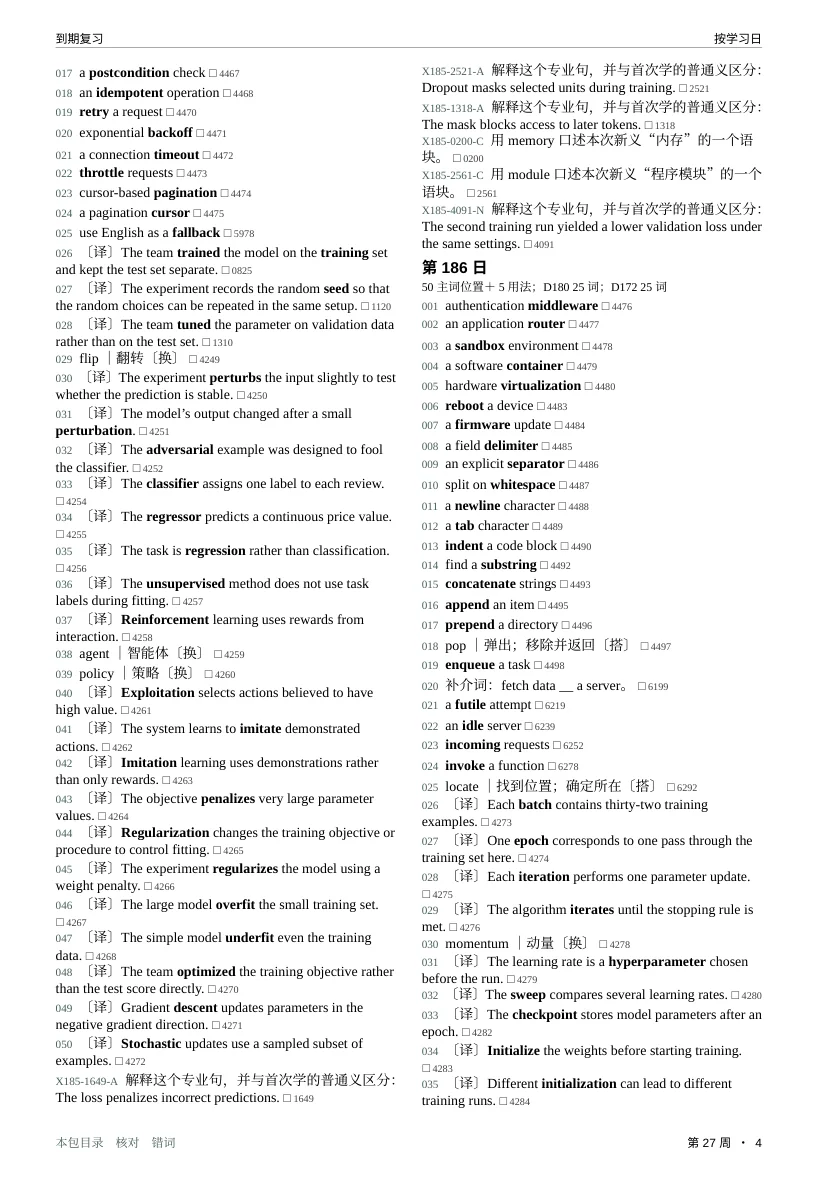 到期复习
按学习日
017 a postcondition check □ 4467
018 an idempotent operation □ 4468
019 retry a request □ 4470
020 exponential backoff □ 4471
021 a connection timeout □ 4472
022 throttle requests □ 4473
023 cursor-based pagination □ 4474
024 a pagination cursor □ 4475
025 use English as a fallback □ 5978
026 〔译〕The team trained the model on the training set
and kept the test set separate. □ 0825
027 〔译〕The experiment records the random seed so that
the random choices can be repeated in the same setup. □ 1120
028 〔译〕The team tuned the parameter on validation data
rather than on the test set. □ 1310
029 flip ｜翻转〔换〕 □ 4249
030 〔译〕The experiment perturbs the input slightly to test
whether the prediction is stable. □ 4250
031 〔译〕The model’s output changed after a small
perturbation. □ 4251
032 〔译〕The adversarial example was designed to fool
the classifier. □ 4252
033 〔译〕The classifier assigns one label to each review.
□ 4254
034 〔译〕The regressor predicts a continuous price value.
□ 4255
035 〔译〕The task is regression rather than classification.
□ 4256
036 〔译〕The unsupervised method does not use task
labels during fitting. □ 4257
037 〔译〕Reinforcement learning uses rewards from
interaction. □ 4258
038 agent ｜智能体〔换〕 □ 4259
039 policy ｜策略〔换〕 □ 4260
040 〔译〕Exploitation selects actions believed to have
high value. □ 4261
041 〔译〕The system learns to imitate demonstrated
actions. □ 4262
042 〔译〕Imitation learning uses demonstrations rather
than only rewards. □ 4263
043 〔译〕The objective penalizes very large parameter
values. □ 4264
044 〔译〕Regularization changes the training objective or
procedure to control fitting. □ 4265
045 〔译〕The experiment regularizes the model using a
weight penalty. □ 4266
046 〔译〕The large model overfit the small training set.
□ 4267
047 〔译〕The simple model underfit even the training
data. □ 4268
048 〔译〕The team optimized the training objective rather
than the test score directly. □ 4270
049 〔译〕Gradient descent updates parameters in the
negative gradient direction. □ 4271
050 〔译〕Stochastic updates use a sampled subset of
examples. □ 4272
X185-1649-A 解释这个专业句，并与首次学的普通义区分：
The loss penalizes incorrect predictions. □ 1649
X185-2521-A 解释这个专业句，并与首次学的普通义区分：
Dropout masks selected units during training. □ 2521
X185-1318-A 解释这个专业句，并与首次学的普通义区分：
The mask blocks access to later tokens. □ 1318
X185-0200-C 用 memory 口述本次新义“内存”的一个语
块。 □ 0200
X185-2561-C 用 module 口述本次新义“程序模块”的一个
语块。 □ 2561
X185-4091-N 解释这个专业句，并与首次学的普通义区分：
The second training run yielded a lower validation loss under
the same settings. □ 4091
第 186 日
50 主词位置＋ 5 用法；D180 25 词；D172 25 词
001 authentication middleware □ 4476
002 an application router □ 4477
003 a sandbox environment □ 4478
004 a software container □ 4479
005 hardware virtualization □ 4480
006 reboot a device □ 4483
007 a firmware update □ 4484
008 a field delimiter □ 4485
009 an explicit separator □ 4486
010 split on whitespace □ 4487
011 a newline character □ 4488
012 a tab character □ 4489
013 indent a code block □ 4490
014 find a substring □ 4492
015 concatenate strings □ 4493
016 append an item □ 4495
017 prepend a directory □ 4496
018 pop ｜弹出；移除并返回〔搭〕 □ 4497
019 enqueue a task □ 4498
020 补介词：fetch data __ a server。 □ 6199
021 a futile attempt □ 6219
022 an idle server □ 6239
023 incoming requests □ 6252
024 invoke a function □ 6278
025 locate ｜找到位置；确定所在〔搭〕 □ 6292
026 〔译〕Each batch contains thirty-two training
examples. □ 4273
027 〔译〕One epoch corresponds to one pass through the
training set here. □ 4274
028 〔译〕Each iteration performs one parameter update.
□ 4275
029 〔译〕The algorithm iterates until the stopping rule is
met. □ 4276
030 momentum ｜动量〔换〕 □ 4278
031 〔译〕The learning rate is a hyperparameter chosen
before the run. □ 4279
032 〔译〕The sweep compares several learning rates. □ 4280
033 〔译〕The checkpoint stores model parameters after an
epoch. □ 4282
034 〔译〕Initialize the weights before starting training.
□ 4283
035 〔译〕Different initialization can lead to different
training runs. □ 4284
本包目录 核对 错词
第 27 周 • 4